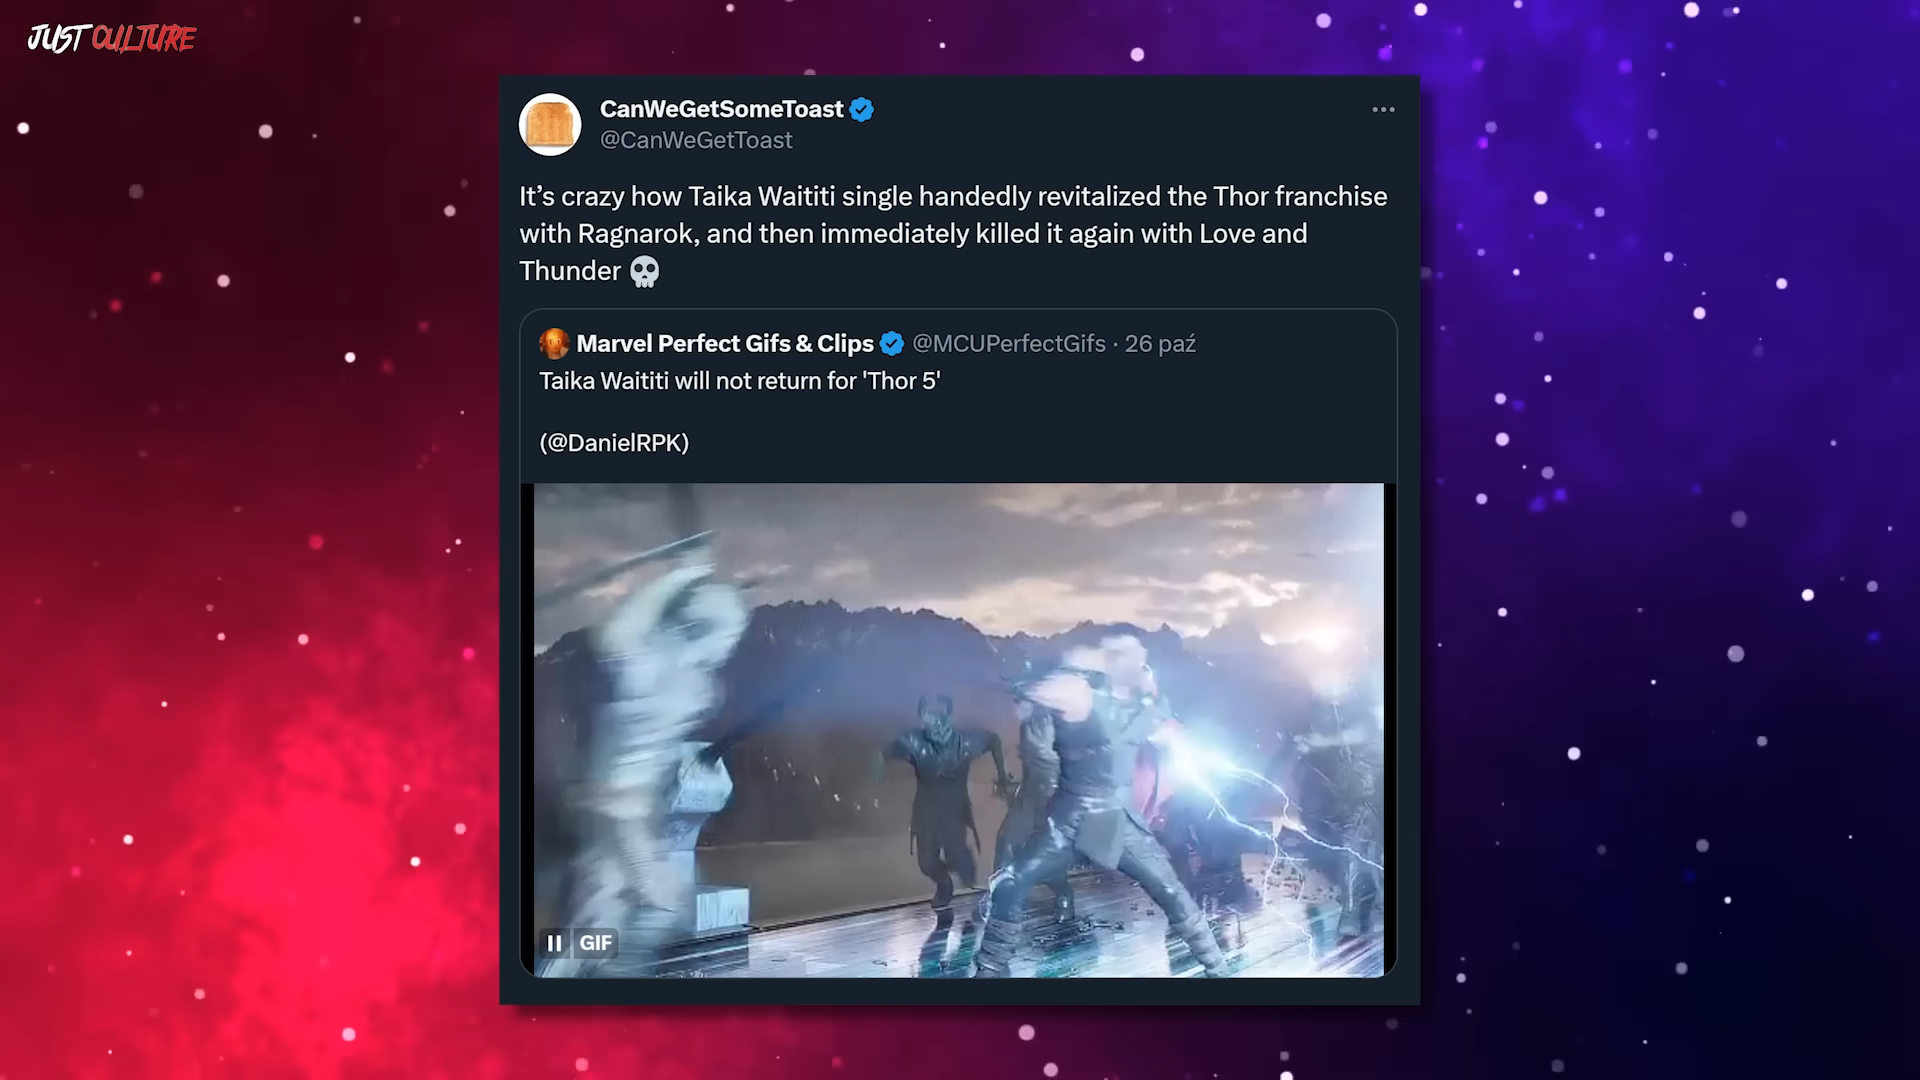 JUST CULTURE
CanWeGetSomeToast
@CanWeGetToast
It’s crazy how Taika Waititi single handedly revitalized the Thor franchise
with Ragnarok, and then immediately killed it again with Love and
Thunder 💀
Marvel Perfect Gifs & Clips @MCUPerfectGifs · 26 paź
Taika Waititi will not return for 'Thor 5'
(@DanielRPK)
GIF